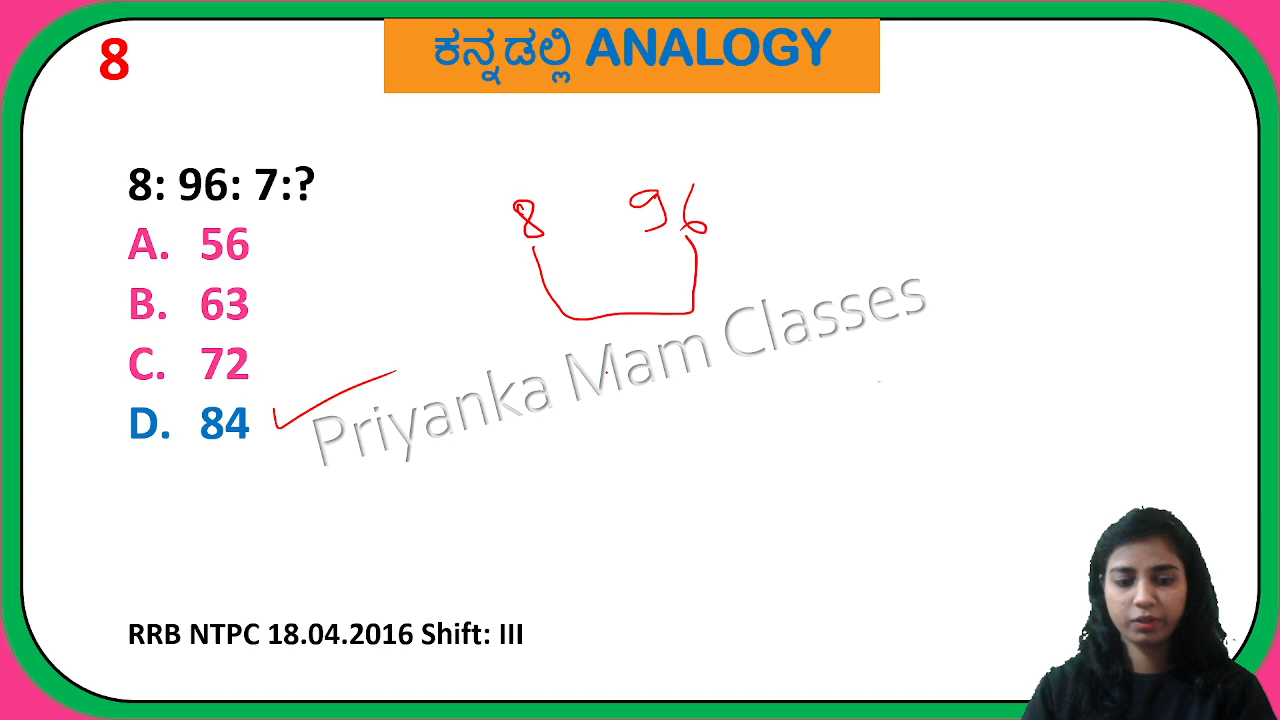 8
ಕನ್ನಡಲ್ಲಿ ANALOGY
8: 96: 7:?
8 96
A. 56
B. 63
C. 72
D. 84
Priyanka Mam Classes
RRB NTPC 18.04.2016 Shift: III